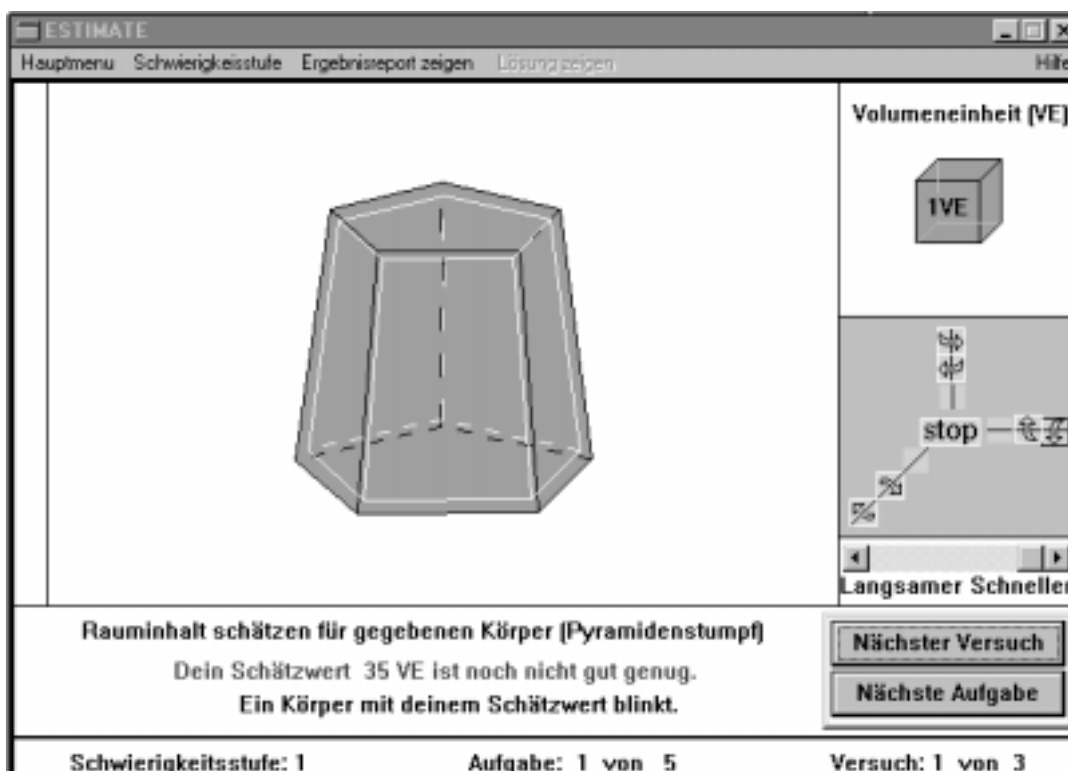 ESTIMATE
Hauptmenu Schwierigkeisstufe Ergebnisreport zeigen Lösung zeigen Hilfe
Volumeneinheit (VE)
1VE
stop
Langsamer Schneller
Rauminhalt schätzen für gegebenen Körper (Pyramidenstumpf)
Dein Schätzwert 35 VE ist noch nicht gut genug.
Ein Körper mit deinem Schätzwert blinkt.
Nächster Versuch
Nächste Aufgabe
Schwierigkeitsstufe: 1 Aufgabe: 1 von 5 Versuch: 1 von 3